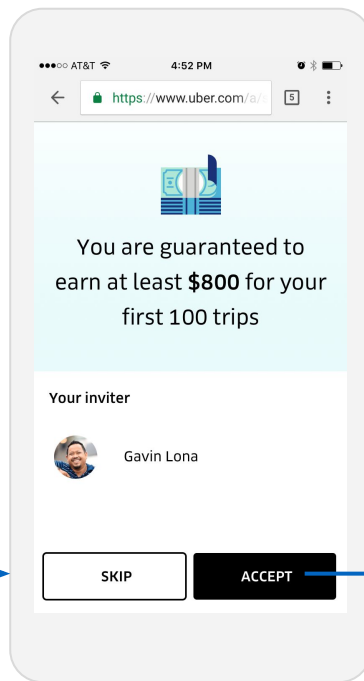 AT&T 4:52 PM
https://www.uber.com/a/
5
You are guaranteed to
earn at least $800 for your
first 100 trips
Your inviter
Gavin Lona
SKIP ACCEPT